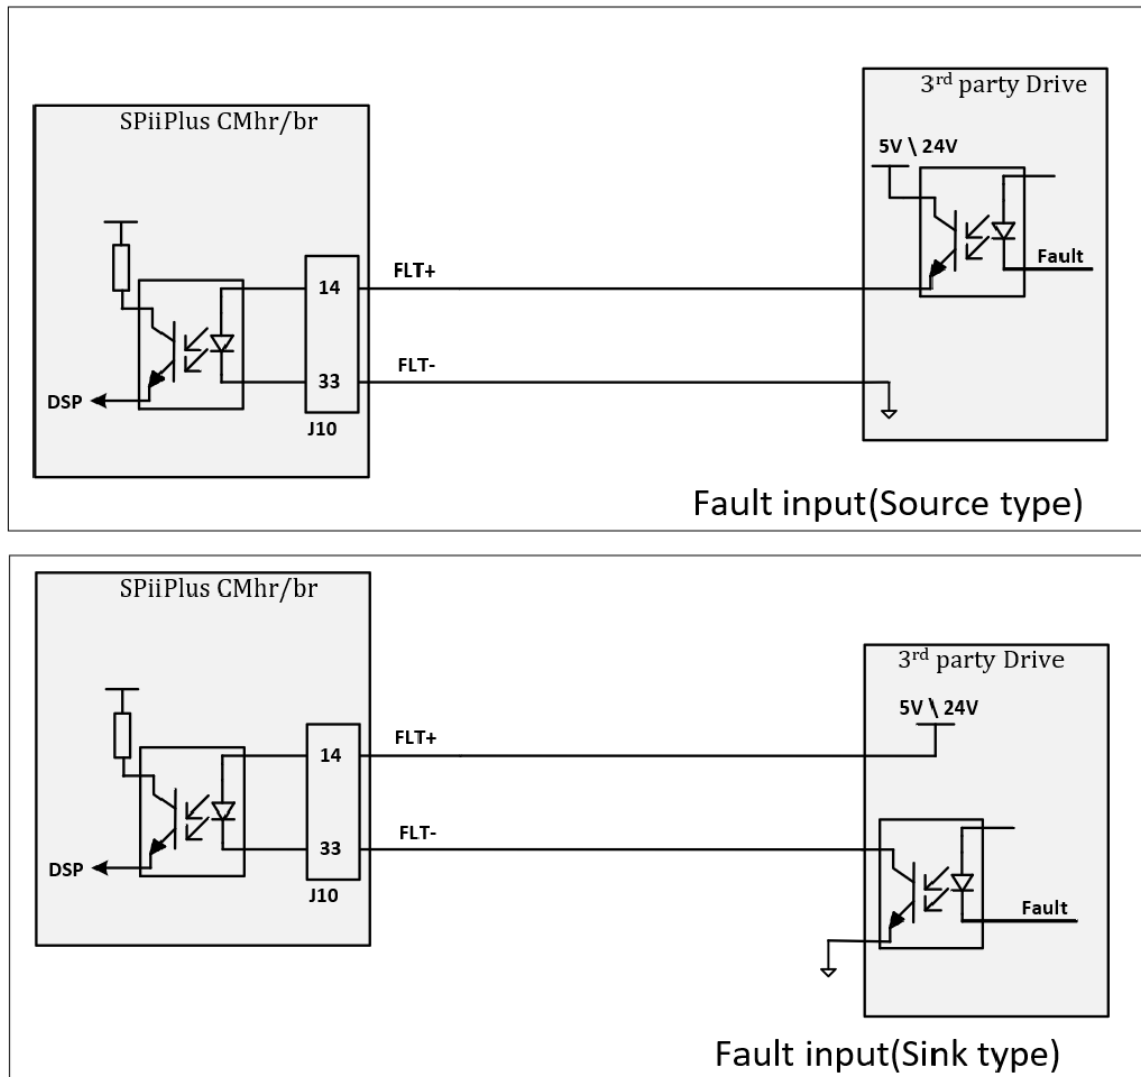 3rd party Drive
SPiiPlus CMhr/br
5V \ 24V
FLT+
14
Fault
FLT-
33
DSP
J10
Fault input(Source type)
SPiiPlus CMhr/br
3rd party Drive
5V \ 24V
FLT+
14
FLT-
33
DSP
J10
Fault
Fault input(Sink type)